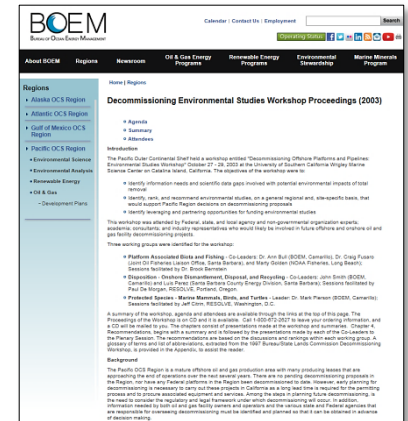 BOEM
BUREAU OF OCEAN ENERGY MANAGEMENT
Calendar | Contact Us | Employment
Search
Operating Status
About BOEM
Regions
Newsroom
Oil & Gas Energy
Programs
Renewable Energy
Programs
Environmental
Stewardship
Marine Minerals
Program
Home | Regions
Regions
Alaska OCS Region
Atlantic OCS Region
Gulf of Mexico OCS
Region
Pacific OCS Region
Environmental Science
Environmental Analysis
Renewable Energy
Oil & Gas
– Development Plans
Decommissioning Environmental Studies Workshop Proceedings (2003)
Agenda
Summary
Attendees
Introduction
The Pacific Outer Continental Shelf held a workshop entitled "Decommissioning Offshore Platforms and Pipelines:
Environmental Studies Workshop" October 27 - 29, 2003 at the University of Southern California Wrigley Marine
Science Center on Catalina Island, California. The objectives of the workshop were to:
Identify information needs and scientific data gaps involved with potential environmental impacts of total
removal
Identify, rank, and recommend environmental studies, on a general regional and, site-specific basis, that
would support Pacific Region decisions on decommissioning proposals
Identify leveraging and partnering opportunities for funding environmental studies
This workshop was attended by Federal, state, and local agency and non-governmental organization experts;
academia; consultants; and industry representatives who would likely be involved in future offshore and onshore oil and
gas facility decommissioning projects.
Three working groups were identified for the workshop:
Platform Associated Biota and Fishing - Co-Leaders: Dr. Ann Bull (BOEM, Camarillo), Dr. Craig Fusaro
(Joint Oil Fisheries Liaison Office, Santa Barbara), and Marty Golden (NOAA Fisheries, Long Beach);
Sessions facilitated by Dr. Brock Bernstein
Disposition - Onshore Dismantlement, Disposal, and Recycling - Co-Leaders: John Smith (BOEM,
Camarillo) and Luis Perez (Santa Barbara County Energy Division, Santa Barbara); Sessions facilitated by
Paul De Morgan, RESOLVE, Portland, Oregon
Protected Species - Marine Mammals, Birds, and Turtles - Leader: Dr. Mark Pierson (BOEM, Camarillo).
Sessions facilitated by Jeff Citrin, RESOLVE, Washington, D.C.
A summary of the workshop, agenda and attendees are available through the links at the top of this page. The
Proceedings of the Workshop is on CD and it is available. Call 1-800-672-2627 to leave your ordering information, and
a CD will be mailed to you. The chapters consist of presentations made at the workshop and summaries. Chapter 4,
Recommendations, begins with a summary and is followed by the presentations made by each of the Co-Leaders to
the Plenary Session. The recommendations are based on the discussions and rankings within each working group. A
glossary of terms and list of abbreviations, extracted from the 1997 Bureau/State Lands Commission Decommissioning
Workshop, is provided in the Appendix, to assist the reader.
Background
The Pacific OCS Region is a mature offshore oil and gas production area with many producing leases that are
approaching the end of operations over the next several years. There are no pending decommissioning proposals in
the Region, nor have any Federal platforms in the Region been decommissioned to date. However, early planning for
decommissioning is necessary to carry out these projects in California as a long lead time is required for the permitting
process and to procure associated equipment and services. Among the steps in planning future decommissioning, is
the need to consider the regulatory and legal framework under which decommissioning will occur. In addition,
information needed by both oil and gas facility owners and operators and the various state and Federal agencies that
are responsible for overseeing decommissioning must be identified and planned so that it can be obtained in advance
of decision making.